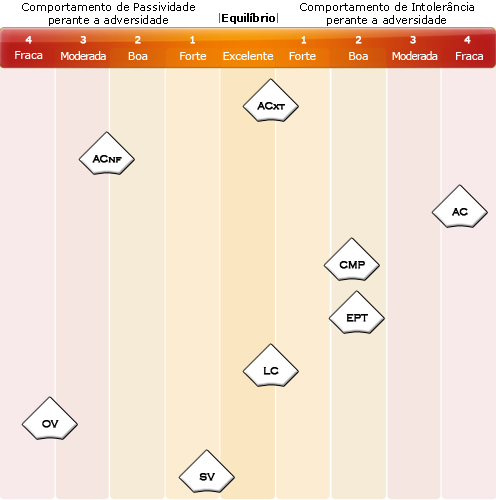 Comportamento de Passividade perante a adversidade
|Equilíbrio|
Comportamento de Intolerância perante a adversidade
4 3 2 1 1 2 3 4
Fraca Moderada Boa Forte Excelente Forte Boa Moderada Fraca
ACXT
ACNF
AC
CMP
EPT
LC
OV
SV